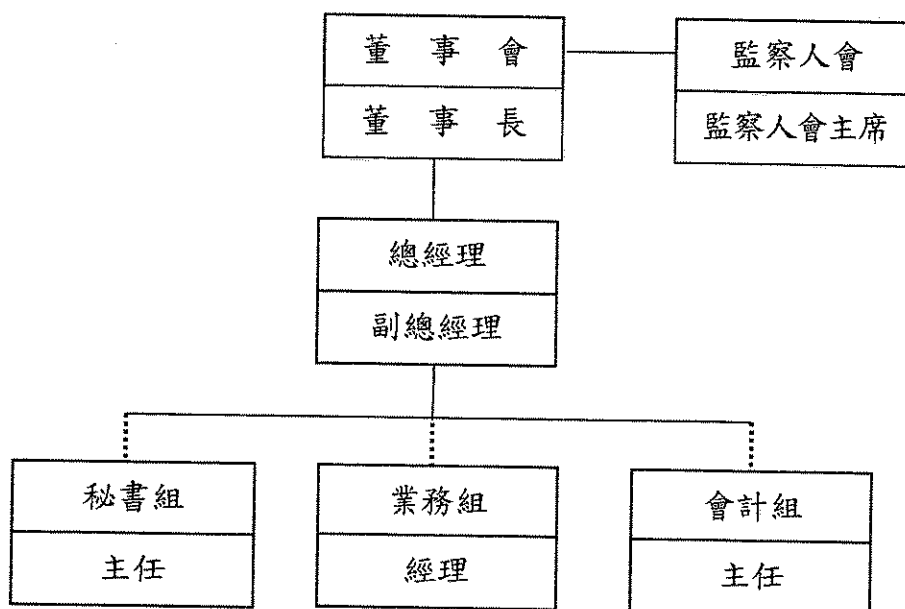 董事會
監察人會
董事長
監察人會主席
總經理
副總經理
秘書組
業務組
會計組
主任
經理
主任